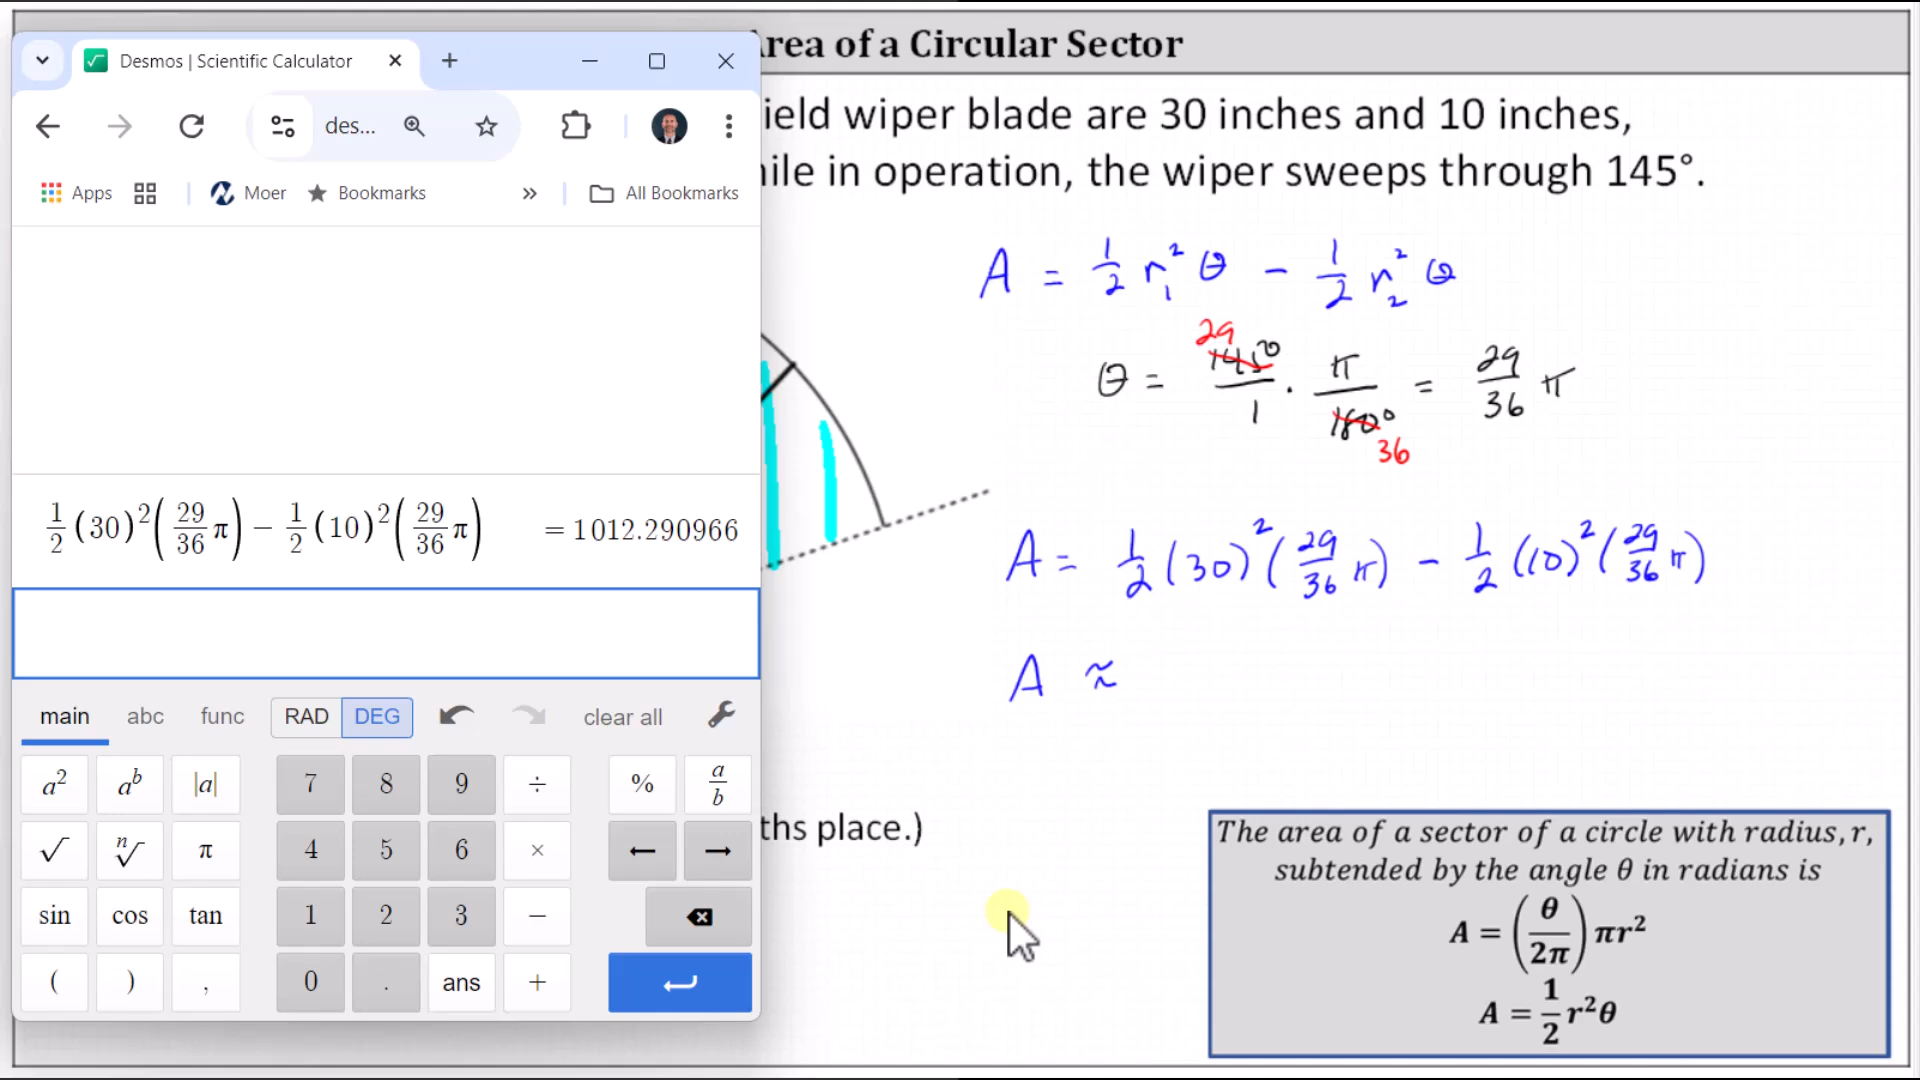 Area of a Circular Sector
Desmos | Scientific Calculator
des...
Apps
Moer
Bookmarks
»
All Bookmarks
ield wiper blade are 30 inches and 10 inches,
ile in operation, the wiper sweeps through 145°.
A = 1/2 r₁² θ − 1/2 r₂² θ
29
θ = 145°/1 · π/180° = 29/36 π
36
1/2 (30)²(29/36 π) − 1/2 (10)²(29/36 π) = 1012.290966
A = 1/2 (30)²(29/36 π) − 1/2 (10)²(29/36 π)
A ≈
main abc func RAD DEG clear all
a² aᵇ |a| 7 8 9 ÷ % a/b
√ ⁿ√ π 4 5 6 × ← →
sin cos tan 1 2 3 −
( ) , 0 . ans +
ths place.)
The area of a sector of a circle with radius, r,
subtended by the angle θ in radians is
A = (θ/2π) πr²
A = 1/2 r²θ